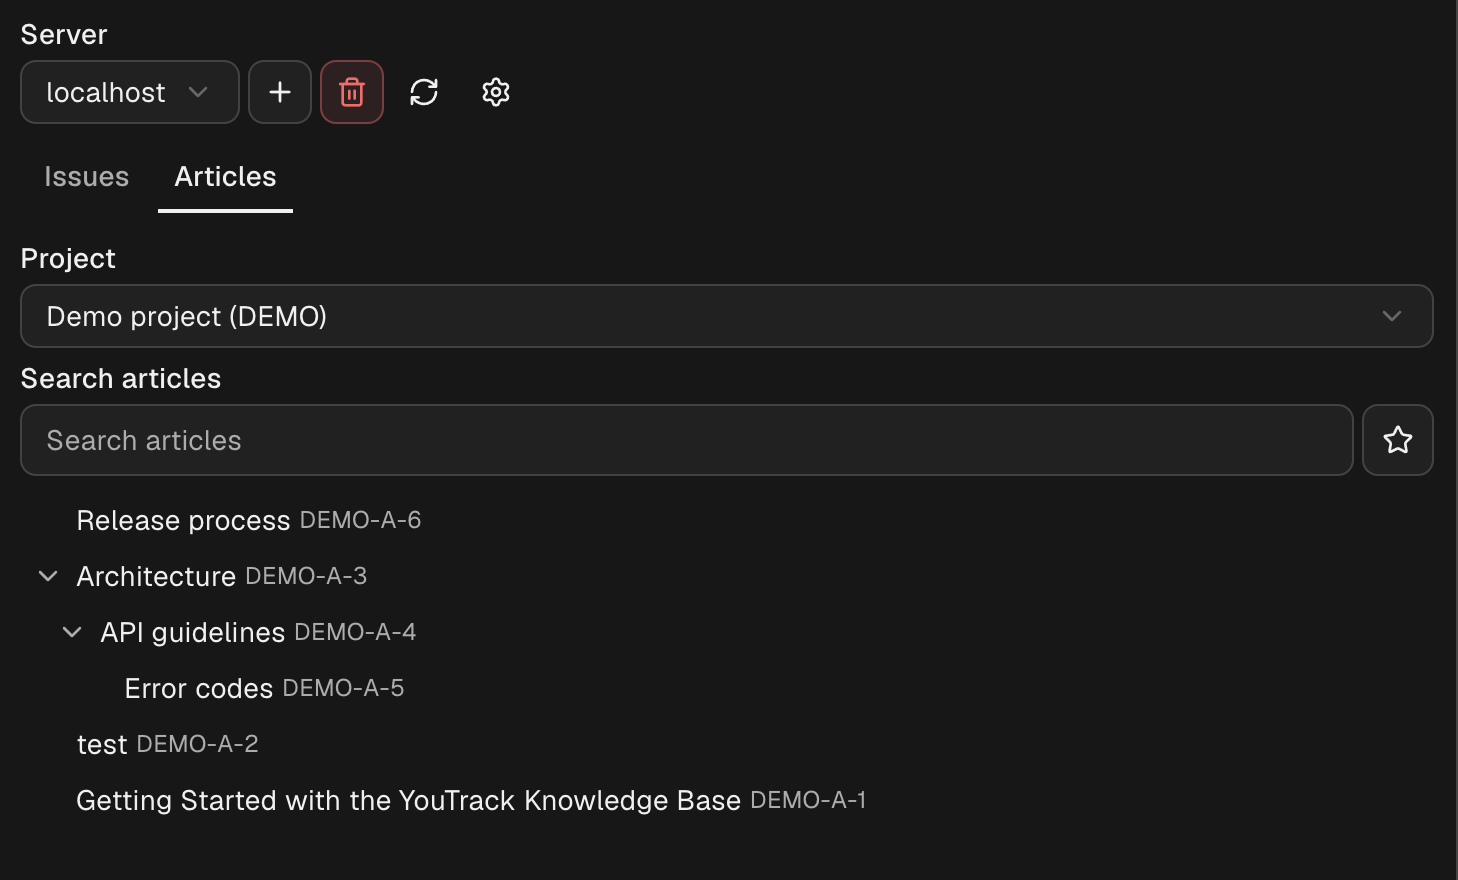 Server
localhost
Issues Articles
Project
Demo project (DEMO)
Search articles
Search articles
Release process DEMO-A-6
Architecture DEMO-A-3
API guidelines DEMO-A-4
Error codes DEMO-A-5
test DEMO-A-2
Getting Started with the YouTrack Knowledge Base DEMO-A-1